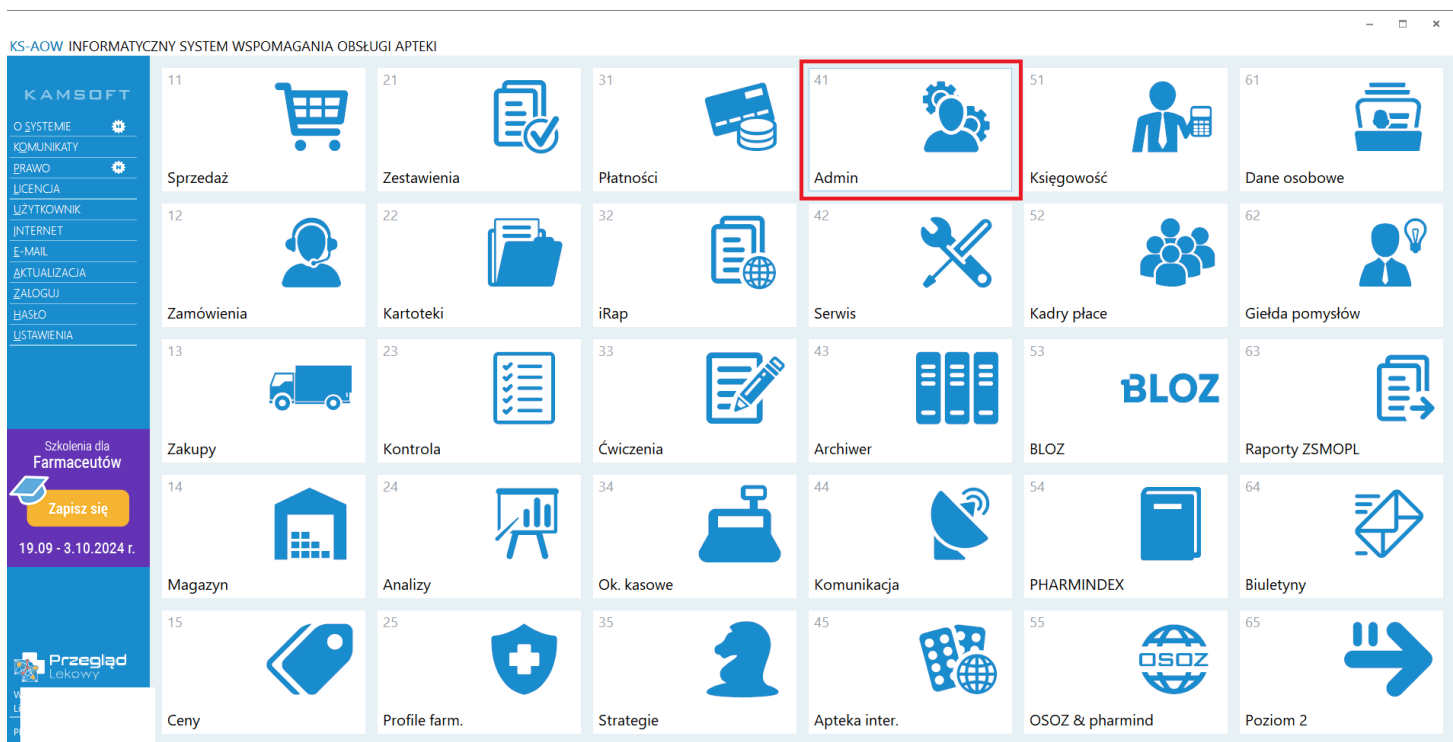 KS-AOW INFORMATYCZNY SYSTEM WSPOMAGANIA OBSŁUGI APTEKI
KAMSOFT
O SYSTEMIE
KOMUNIKATY
PRAWO
LICENCJA
UŻYTKOWNIK
INTERNET
E-MAIL
AKTUALIZACJA
ZALOGUJ
HASŁO
USTAWIENIA
Szkolenia dla
Farmaceutów
Zapisz się
19.09 - 3.10.2024 r.
Przegląd
Lekowy
11
Sprzedaż
21
Zestawienia
31
Płatności
41
Admin
51
Księgowość
61
Dane osobowe
12
Zamówienia
22
Kartoteki
32
iRap
42
Serwis
52
Kadry płace
62
Giełda pomysłów
13
Zakupy
23
Kontrola
33
Ćwiczenia
43
Archiwer
53
BLOZ
BLOZ
63
Raporty ZSMOPL
14
Magazyn
24
Analizy
34
Ok. kasowe
44
Komunikacja
54
PHARMINDEX
64
Biuletyny
15
Ceny
25
Profile farm.
35
Strategie
45
Apteka inter.
55
OSOZ
OSOZ & pharmind
65
Poziom 2